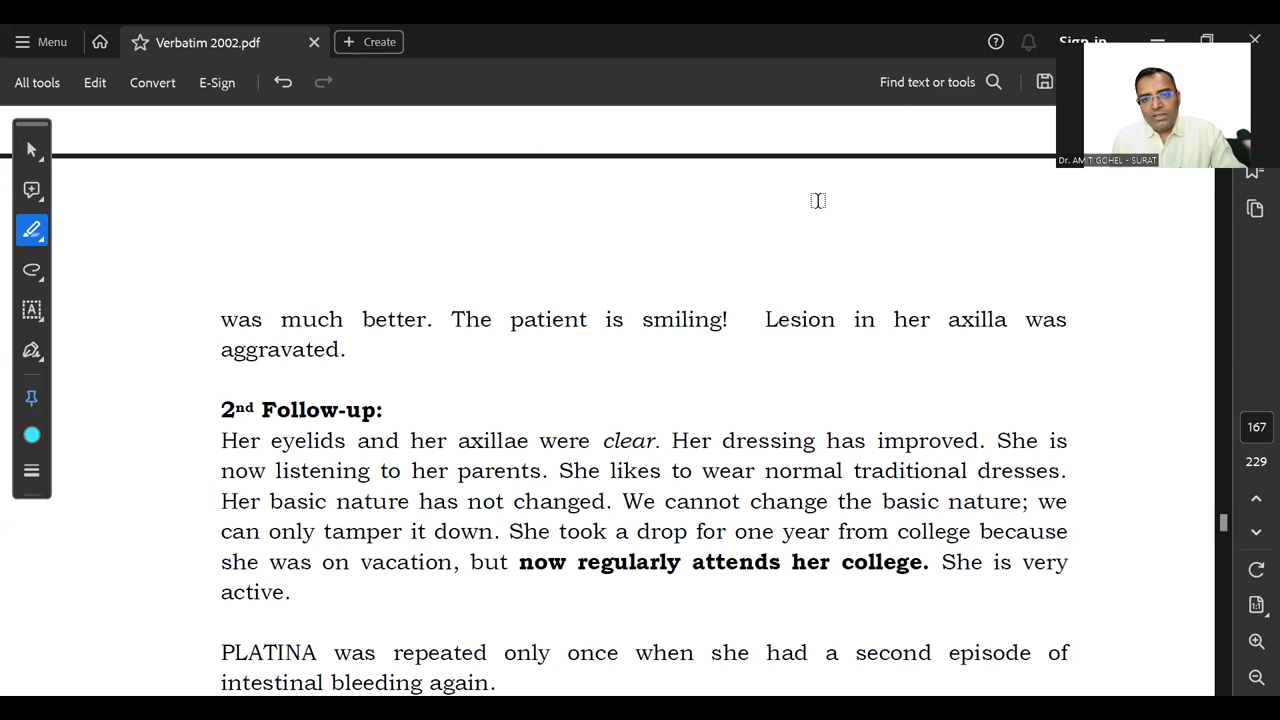 Menu
Verbatim 2002.pdf
Create
All tools
Edit
Convert
E-Sign
Find text or tools
Dr. AMIT GOHEL - SURAT
was much better. The patient is smiling! Lesion in her axilla was
aggravated.
2nd Follow-up:
Her eyelids and her axillae were clear. Her dressing has improved. She is
now listening to her parents. She likes to wear normal traditional dresses.
Her basic nature has not changed. We cannot change the basic nature; we
can only tamper it down. She took a drop for one year from college because
she was on vacation, but now regularly attends her college. She is very
active.
PLATINA was repeated only once when she had a second episode of
intestinal bleeding again.
167
229
1:1